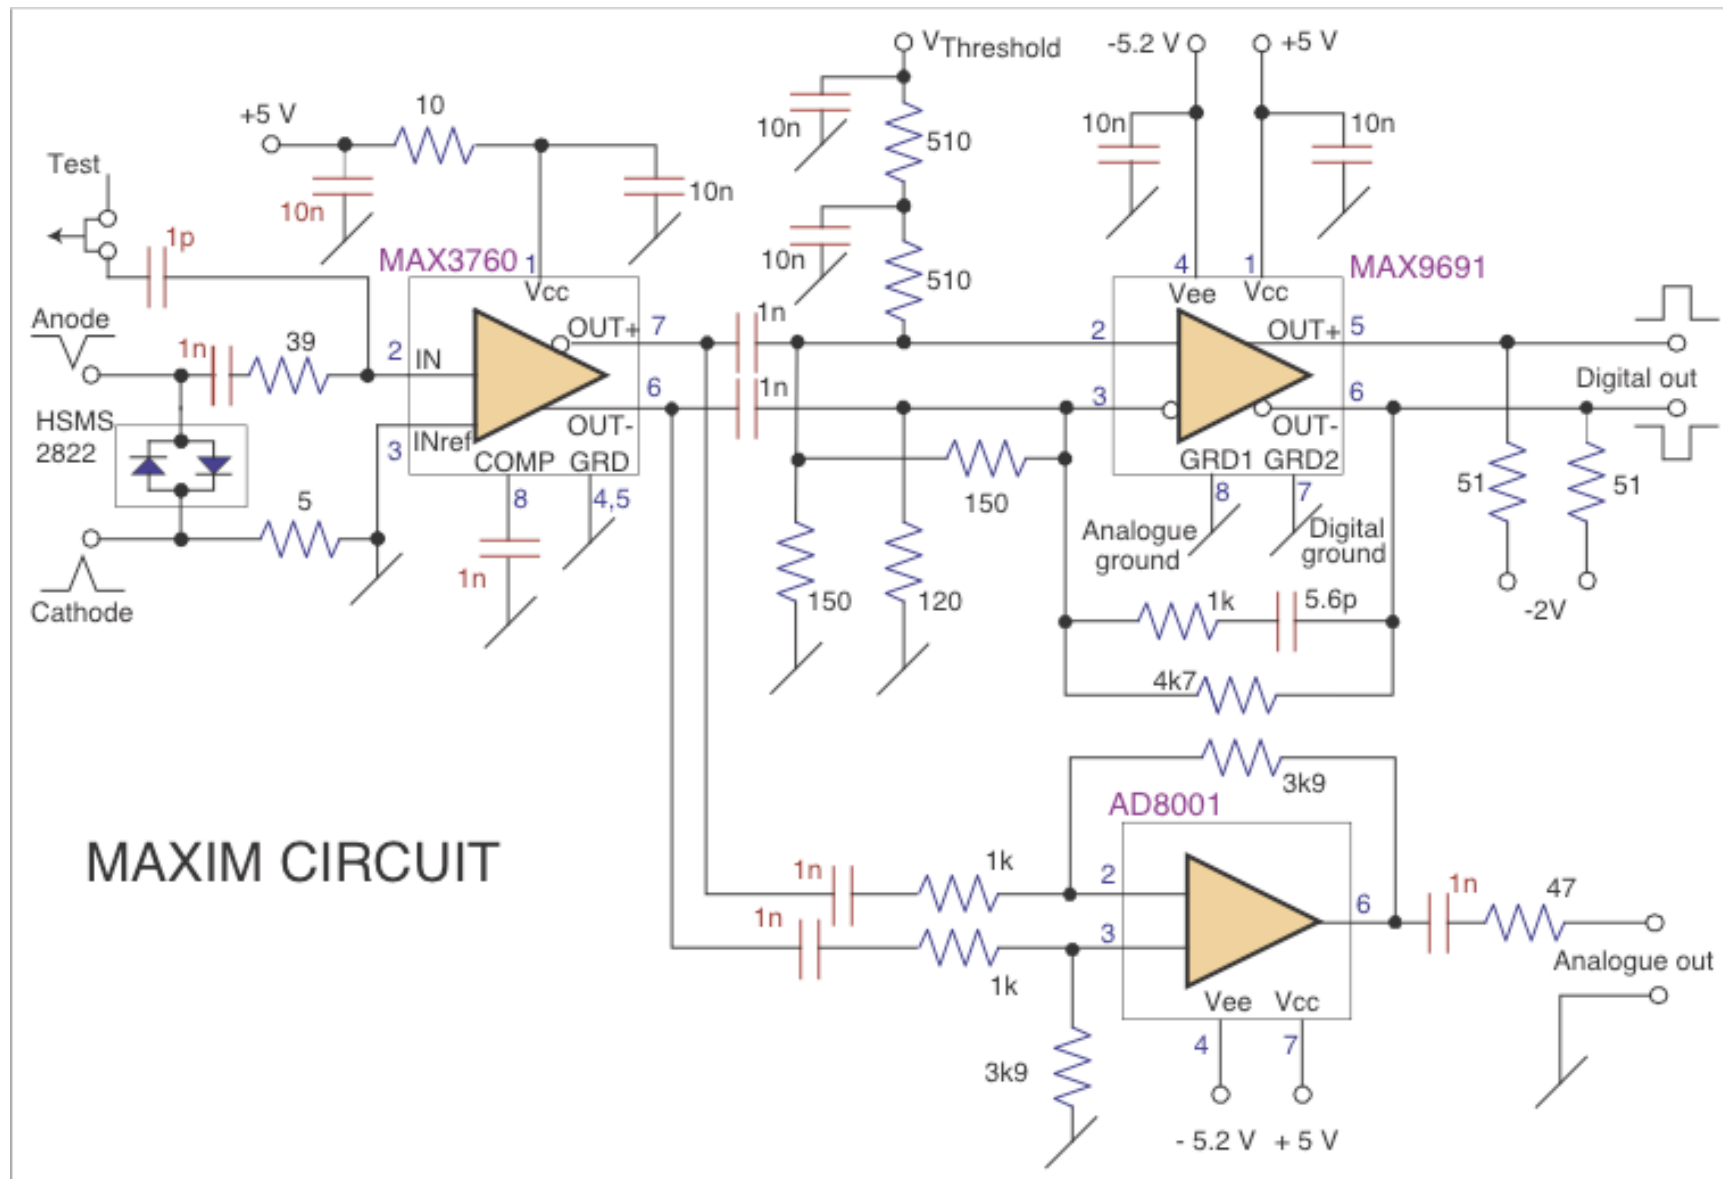 VThreshold
-5.2 V
+5 V
+5 V
10
10n
510
10n
10n
Test
10n
10n
1p
MAX3760
1
Vcc
10n
510
4
1
MAX9691
Vee
Vcc
Anode
1n
39
2
IN
OUT+
7
1n
2
OUT+
5
HSMS
2822
3
INref
6
OUT-
1n
3
6
OUT-
Digital out
COMP
GRD
GRD1
GRD2
8
4,5
150
8
7
51
51
5
Analogue
ground
Digital
ground
1n
Cathode
150
120
1k
5.6p
-2V
4k7
3k9
AD8001
MAXIM CIRCUIT
1n
1k
2
1n
47
1n
3
6
1k
Analogue out
Vee
Vcc
4
7
3k9
- 5.2 V
+ 5 V